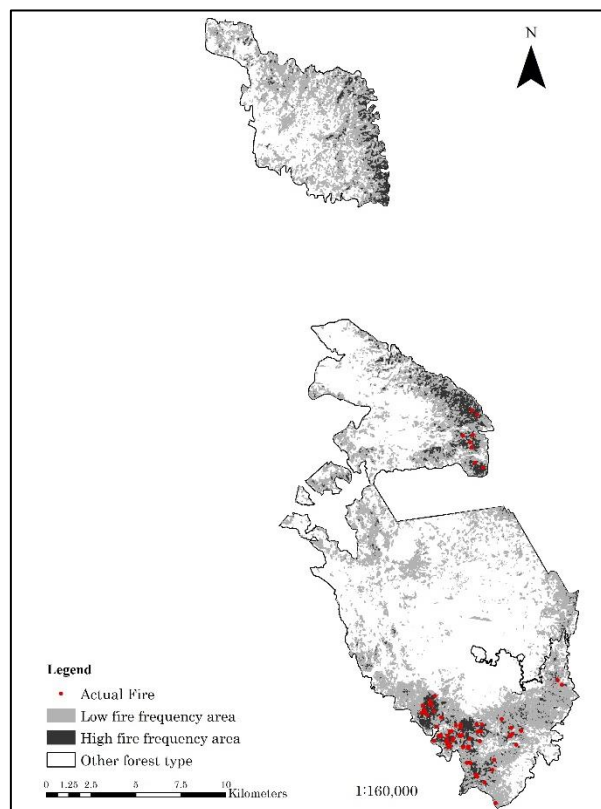 N
Legend
Actual Fire
Low fire frequency area
High fire frequency area
Other forest type
0 1.25 2.5 5 7.5 10
Kilometers
1:160,000